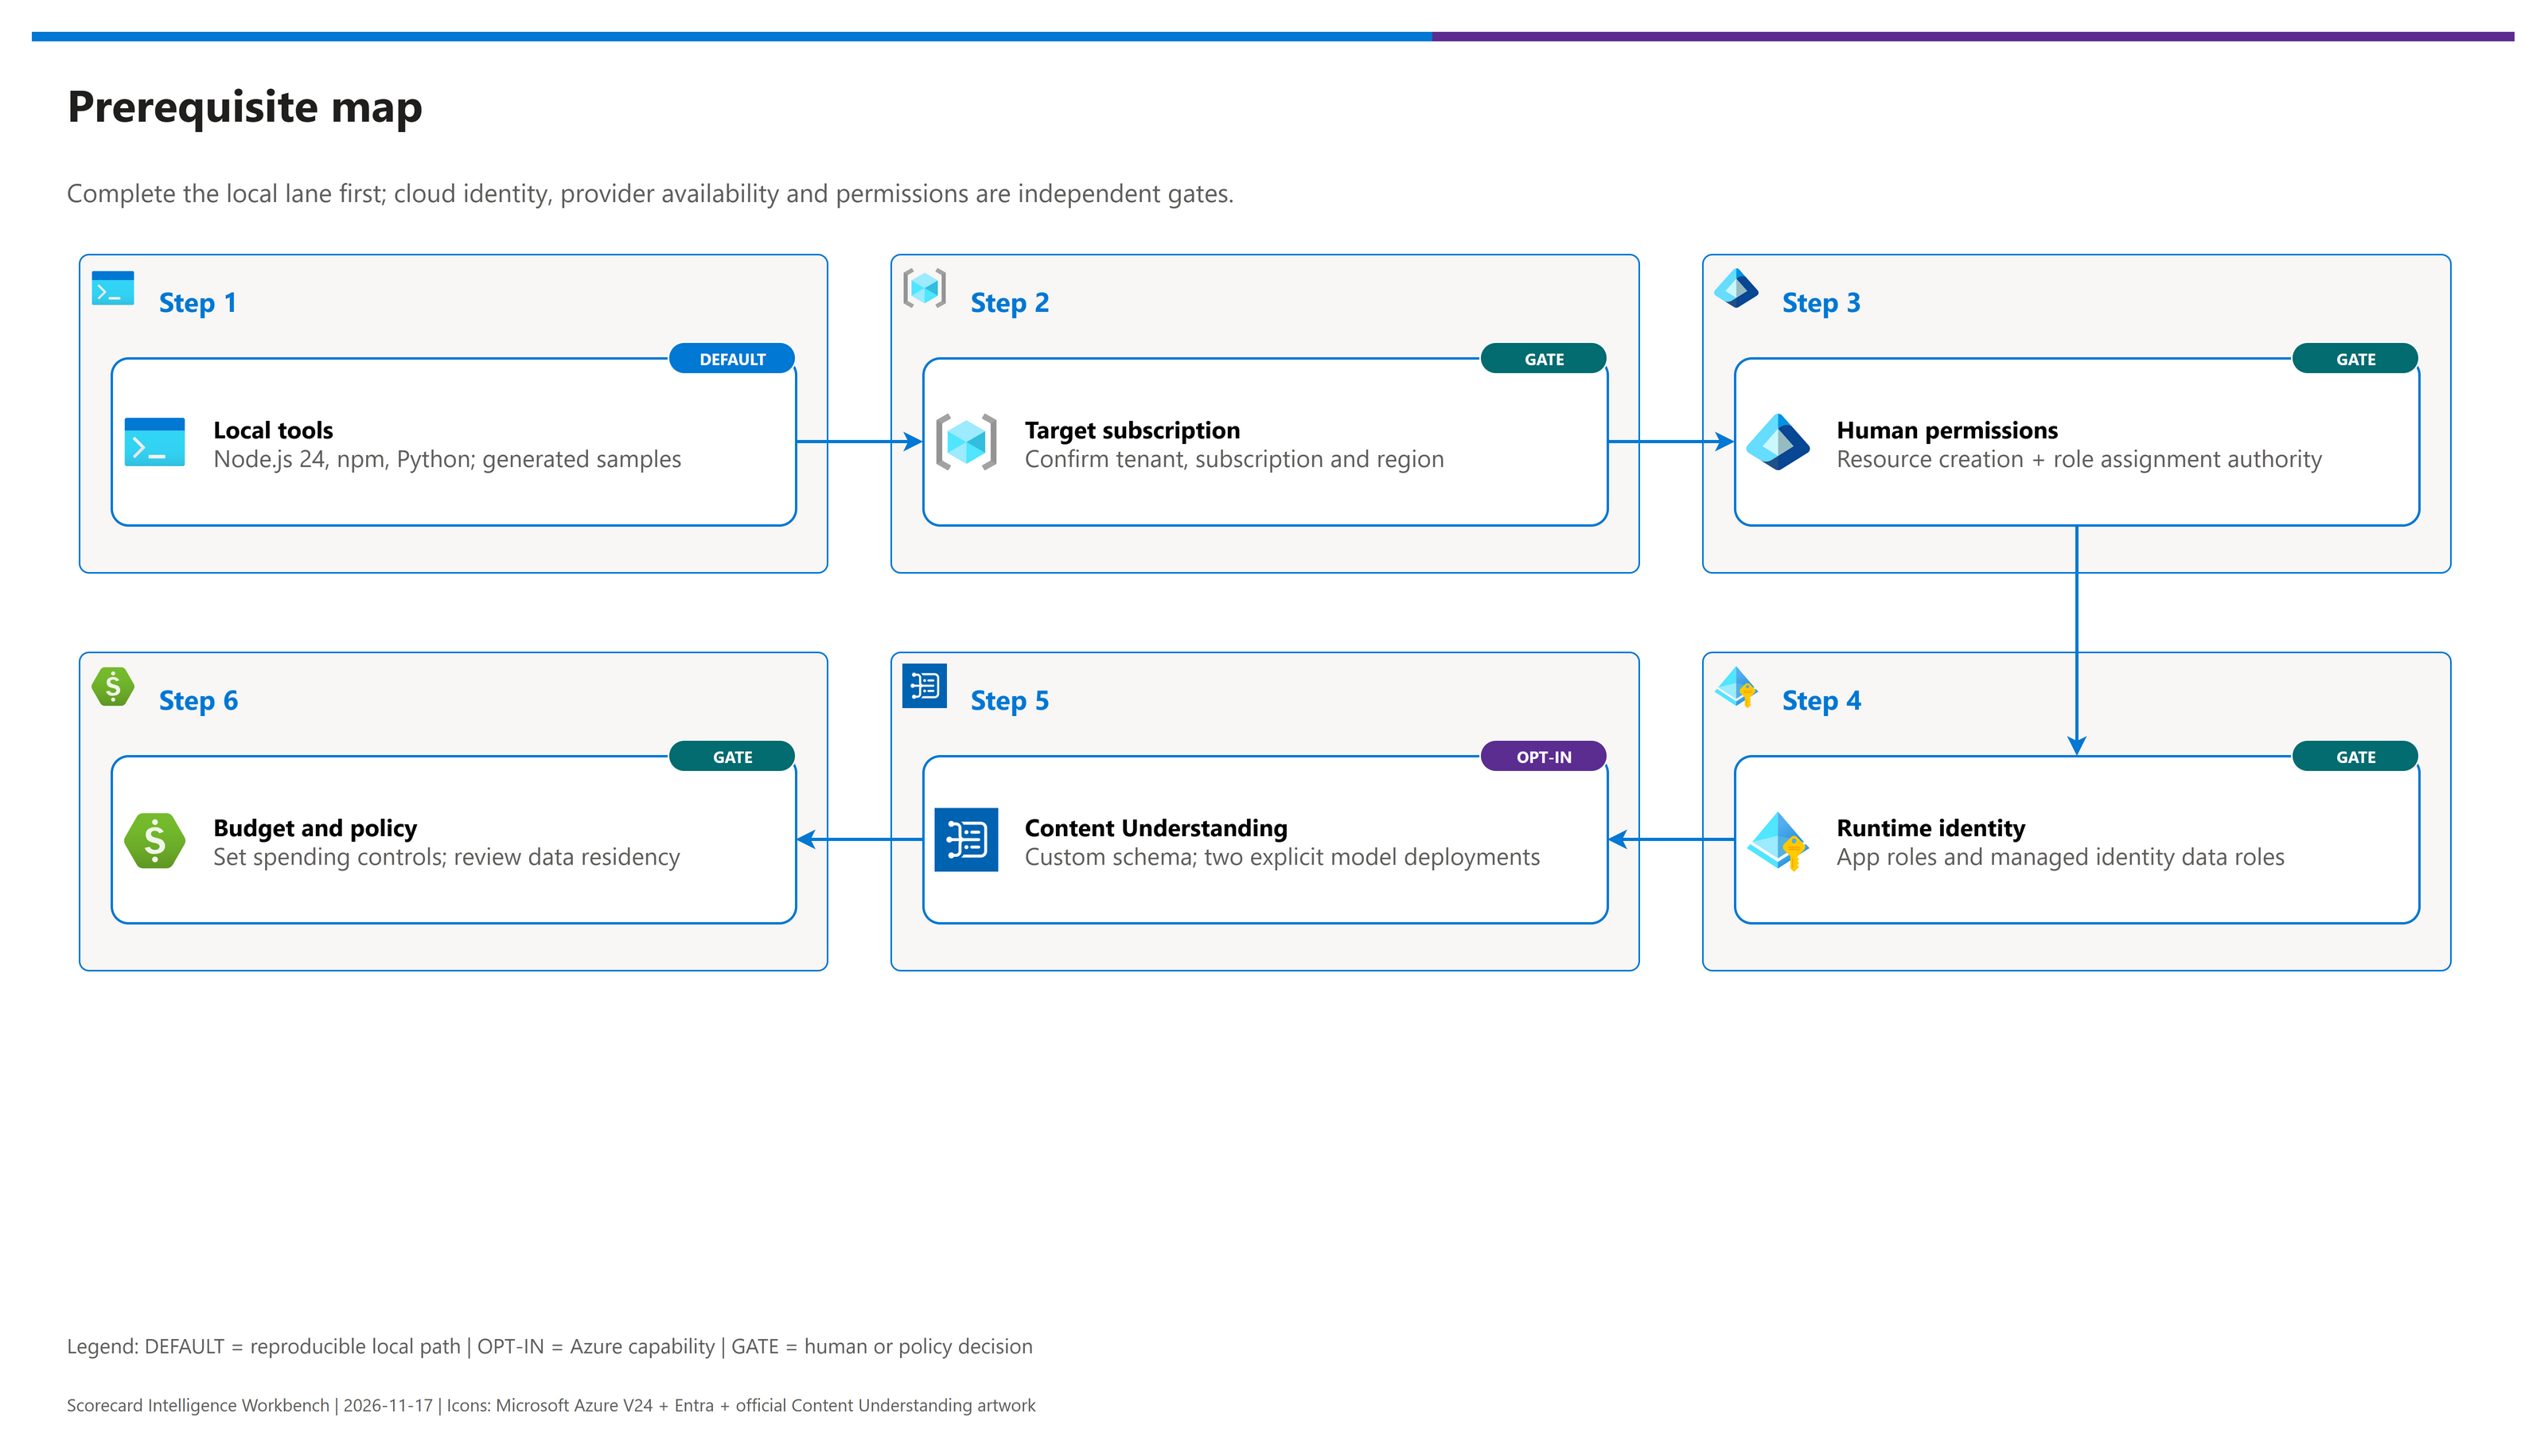 Prerequisite map
Complete the local lane first; cloud identity, provider availability and permissions are independent gates.
Step 1
DEFAULT
Local tools
Node.js 24, npm, Python; generated samples
Step 2
GATE
Target subscription
Confirm tenant, subscription and region
Step 3
GATE
Human permissions
Resource creation + role assignment authority
Step 4
GATE
Runtime identity
App roles and managed identity data roles
Step 5
OPT-IN
Content Understanding
Custom schema; two explicit model deployments
Step 6
GATE
Budget and policy
Set spending controls; review data residency
Legend: DEFAULT = reproducible local path | OPT-IN = Azure capability | GATE = human or policy decision
Scorecard Intelligence Workbench | 2026-11-17 | Icons: Microsoft Azure V24 + Entra + official Content Understanding artwork